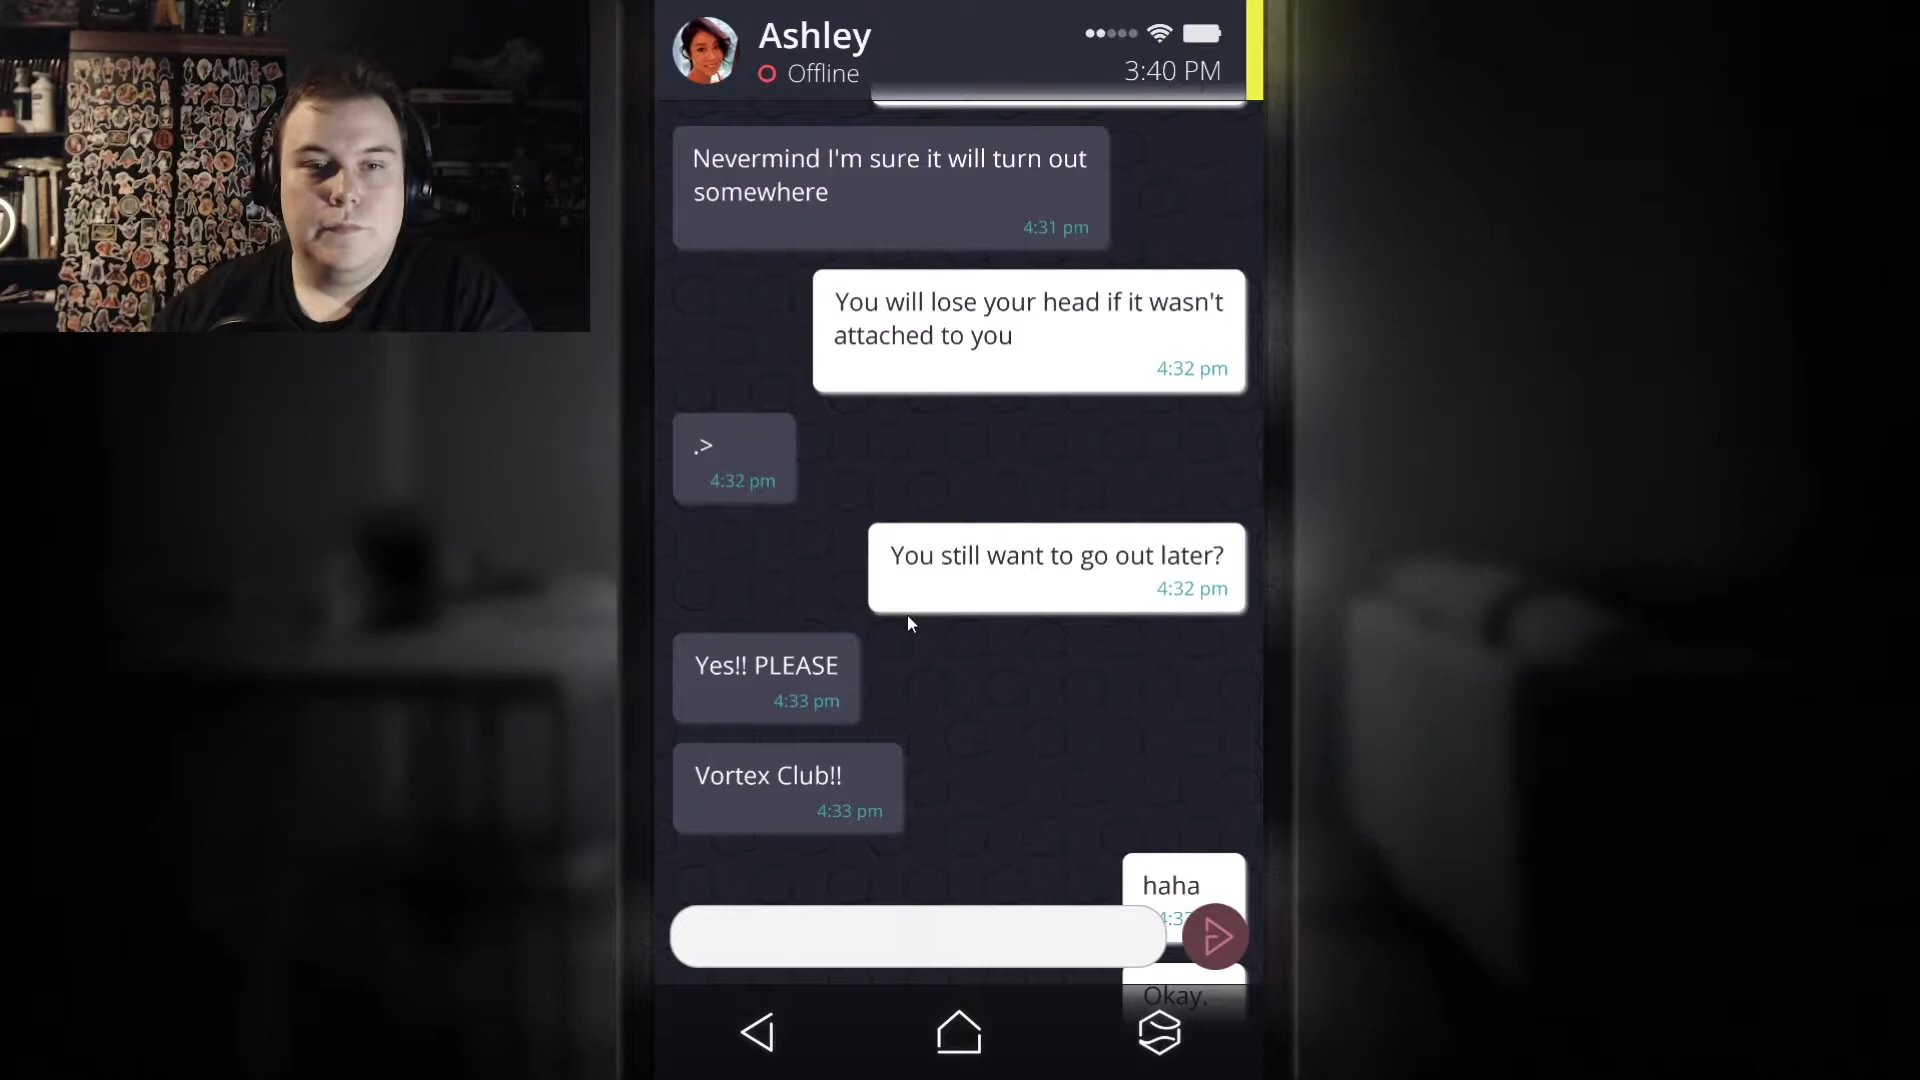 Ashley
Offline
3:40 PM
Nevermind I'm sure it will turn out
somewhere
4:31 pm
You will lose your head if it wasn't
attached to you
4:32 pm
.>
4:32 pm
You still want to go out later?
4:32 pm
Yes!! PLEASE
4:33 pm
Vortex Club!!
4:33 pm
haha
Okay,